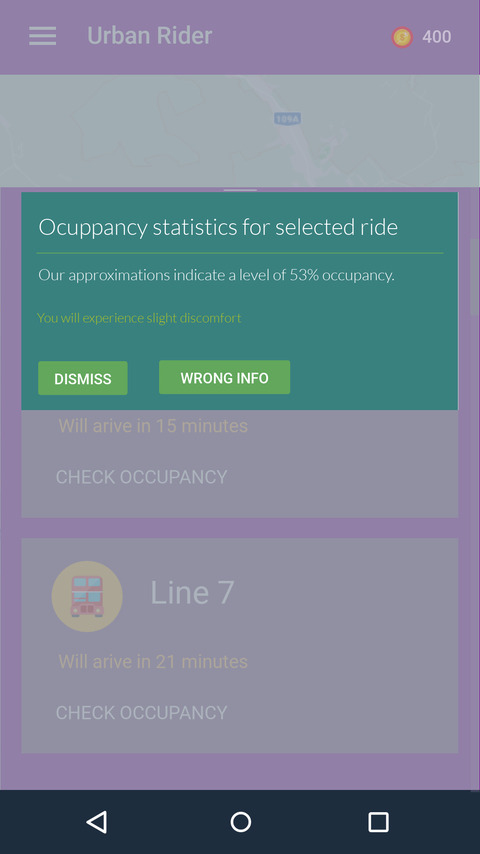 Urban Rider
400
109A
Ocuppancy statistics for selected ride
Our approximations indicate a level of 53% occupancy.
You will experience slight discomfort
DISMISS
WRONG INFO
Will arive in 15 minutes
CHECK OCCUPANCY
Line 7
Will arive in 21 minutes
CHECK OCCUPANCY